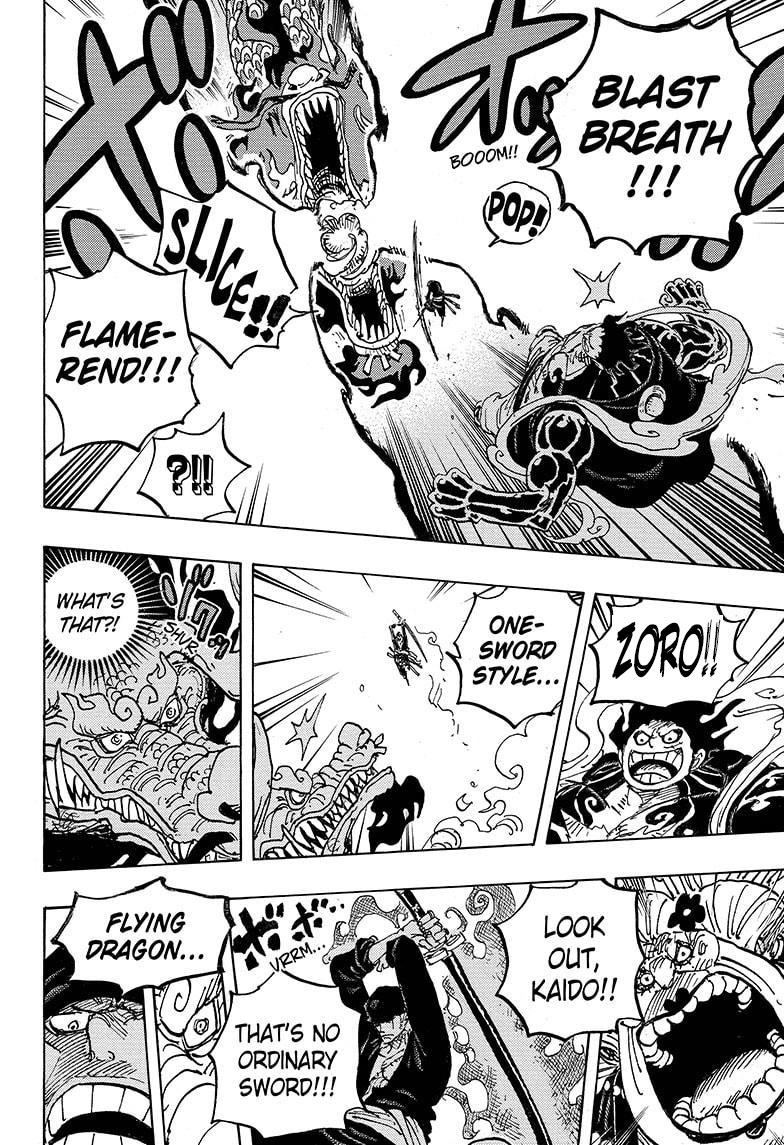 BLAST
BREATH
!!!
BOOOM!!
POP!
SLICE!!
FLAME-
REND!!!
?!!
ZORO!!
ONE-
SWORD
STYLE...
WHAT'S
THAT?!
SHVR
LOOK
OUT,
KAIDO!!
VRRM...
THAT'S NO
ORDINARY
SWORD!!!
FLYING
DRAGON...